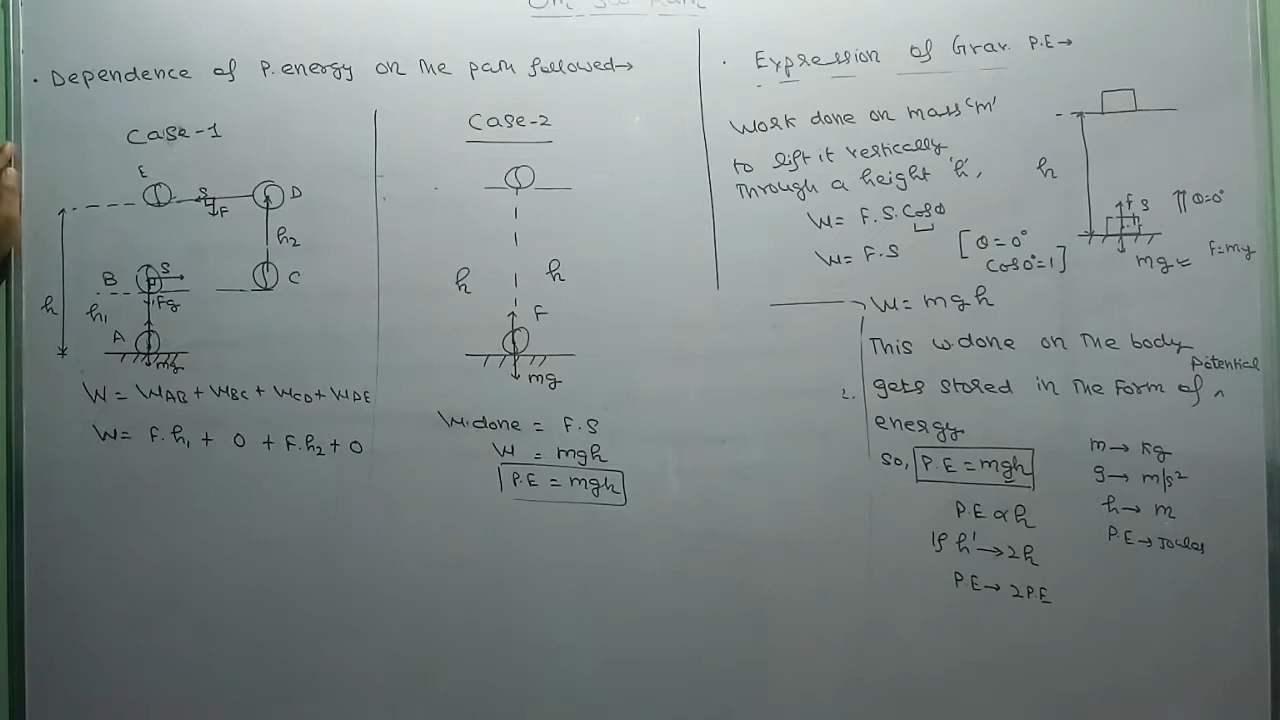 . Dependence of P.energy on the path followed→
Case-1
E
S
F
D
h2
B
S
C
Fg
h
h1
A
mg
W = WAB + WBC + WCD + WDE
W = F.h1 + 0 + F.h2 + 0
Case-2
h
h
F
mg
W.done = F.S
W = mgh
P.E = mgh
. Expression of Grav. P.E→
Work done on mass 'm'
to lift it vertically
Through a height 'h',
W = F.S.Cosθ
W = F.S [θ = 0°
Cos0° = 1]
h
F S
⇈ θ=0°
mg
→ W = mgh
This w.done on the body
Potential
2. gets stored in the form of ^
energy
so, P.E = mgh
P.E ∝ h
If h' → 2h
P.E → 2P.E
m → kg
g → m/s²
h → m
P.E → Joules